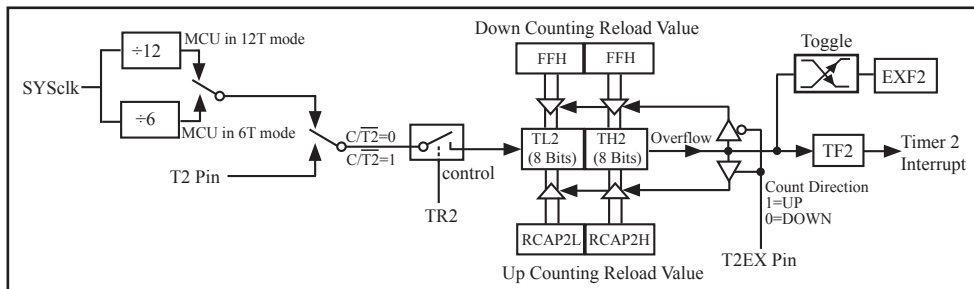 Down Counting Reload Value
Toggle
÷12
MCU in 12T mode
FFH
FFH
EXF2
SYSclk
÷6
MCU in 6T mode
C/T2=0
C/T2=1
TL2
(8 Bits)
TH2
(8 Bits)
Overflow
TF2
Timer 2
Interrupt
T2 Pin
control
Count Direction
1=UP
0=DOWN
TR2
RCAP2L
RCAP2H
T2EX Pin
Up Counting Reload Value